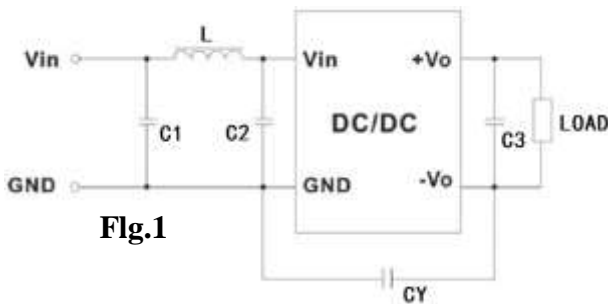 L
Vin
Vin
+Vo
C1
C2
DC/DC
C3
LOAD
GND
GND
-Vo
Flg.1
CY